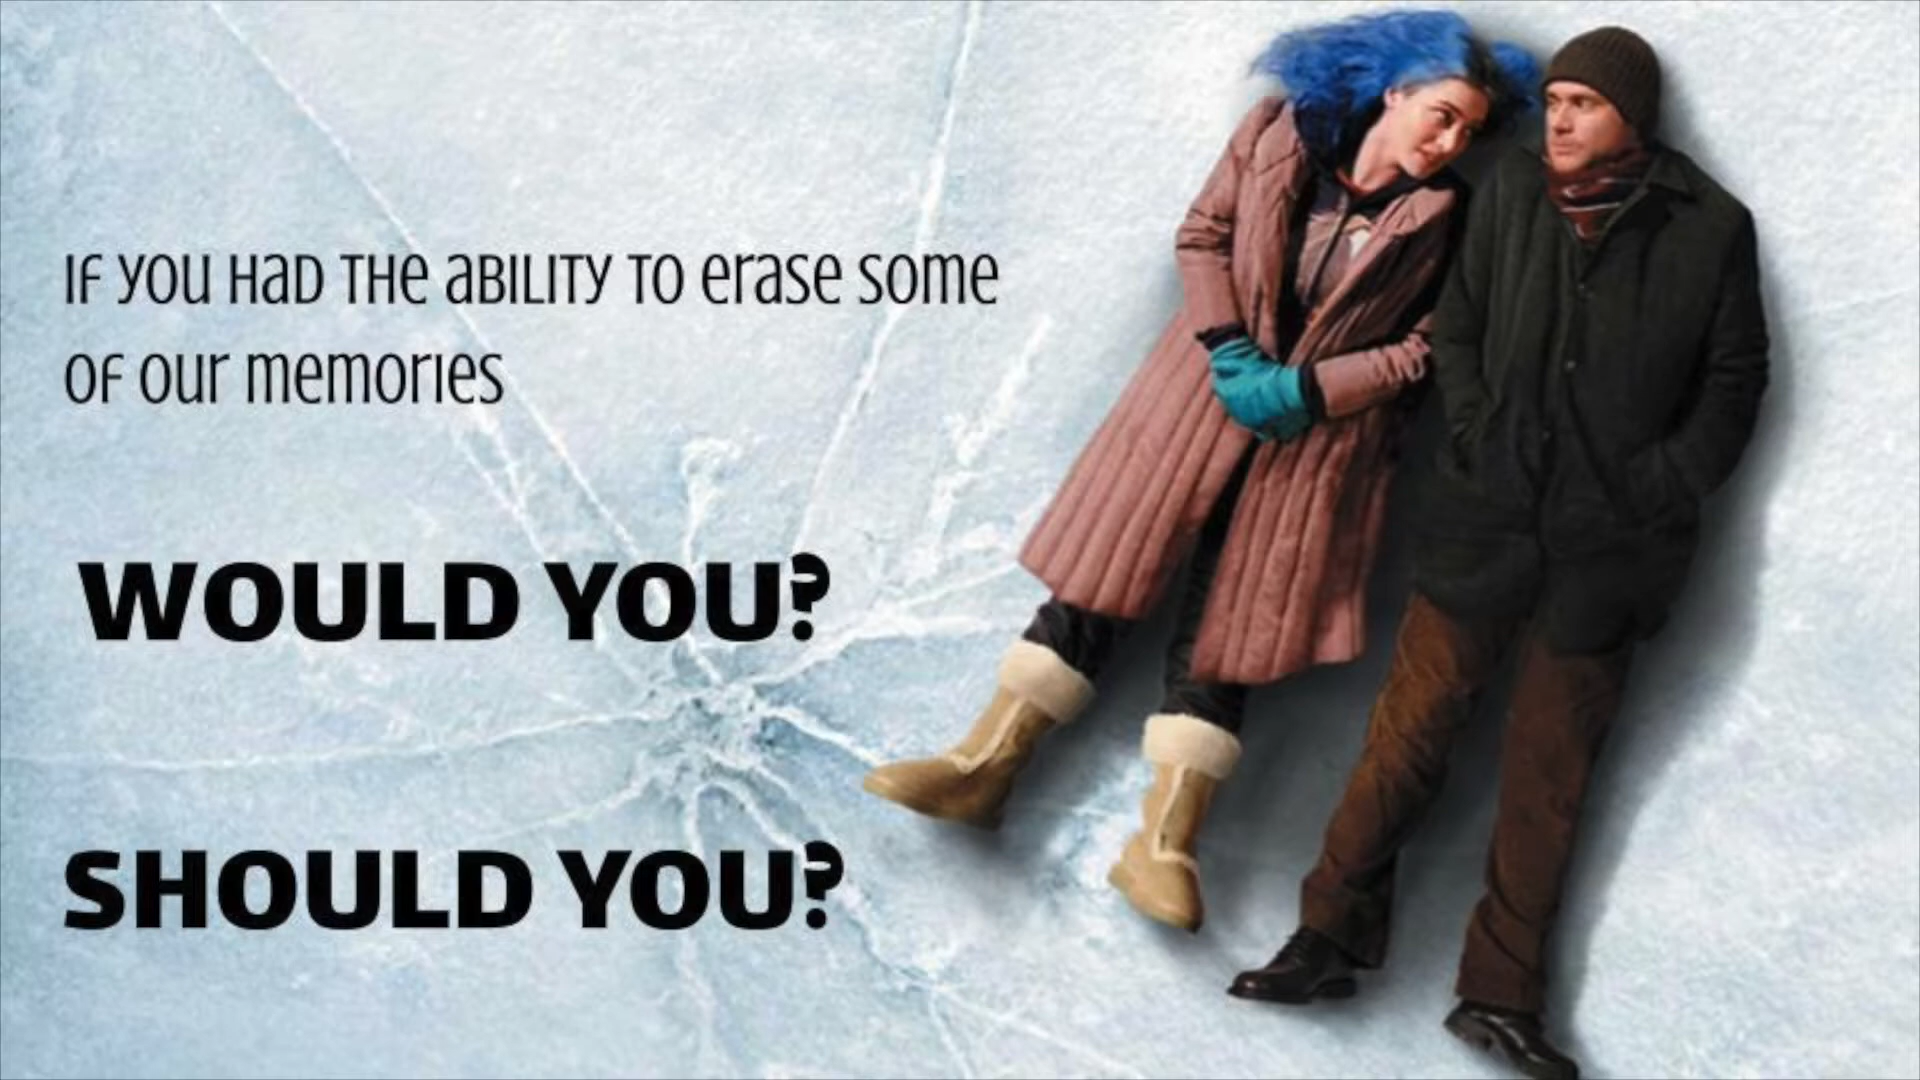 IF YOU HAD THE ABILITY TO ERASE SOME
OF OUR MEMORIES
WOULD YOU?
SHOULD YOU?